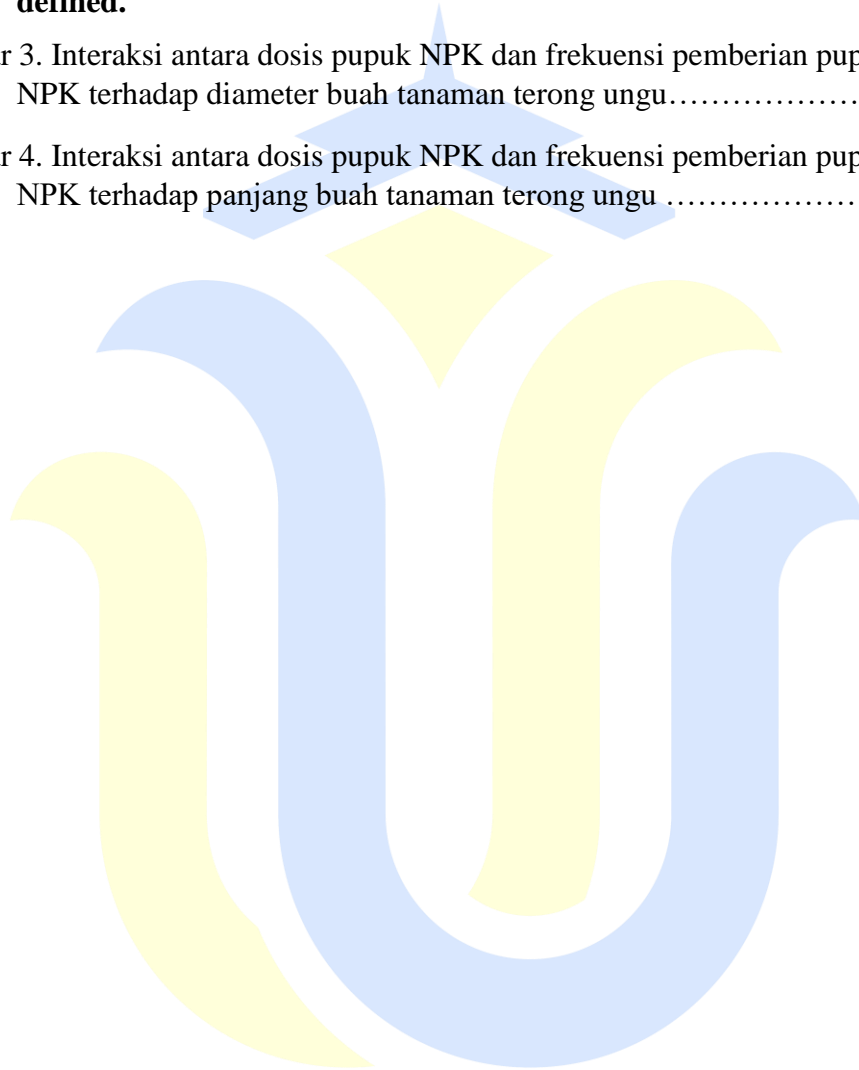 defined.
r 3. Interaksi antara dosis pupuk NPK dan frekuensi pemberian pup
NPK terhadap diameter buah tanaman terong ungu…………………
r 4. Interaksi antara dosis pupuk NPK dan frekuensi pemberian pup
NPK terhadap panjang buah tanaman terong ungu …………………